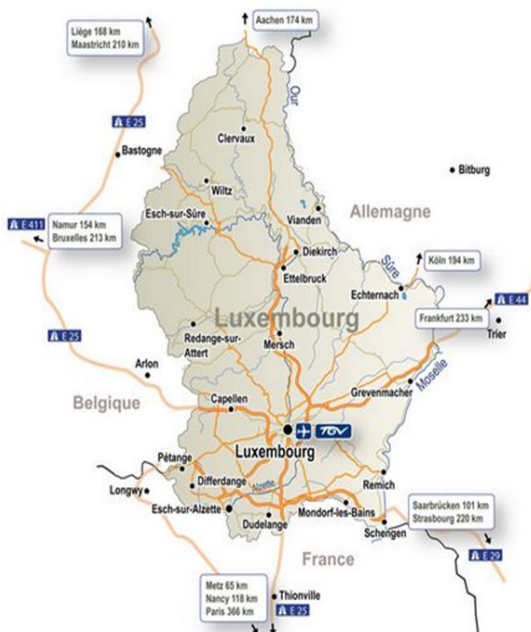 Liège 168 km
Maastricht 210 km
Aachen 174 km
Our
E 25
Clervaux
Bastogne
Bitburg
Wiltz
Esch-sur-Sûre
Vianden
Allemagne
E 411
Namur 154 km
Bruxelles 213 km
Diekirch
Sûre
Köln 194 km
Ettelbruck
Echternach
E 44
Luxembourg
Frankfurt 233 km
Trier
E 25
Redange-sur-
Attert
Mersch
Arlon
Moselle
Grevenmacher
Belgique
Capellen
TGV
Luxembourg
Pétange
Differdange
Alzette
Remich
Longwy
Esch-sur-Alzette
Mondorf-les-Bains
Saarbrücken 101 km
Strasbourg 220 km
Dudelange
Schengen
France
E 29
Metz 65 km
Nancy 118 km
Paris 366 km
Thionville
E 25